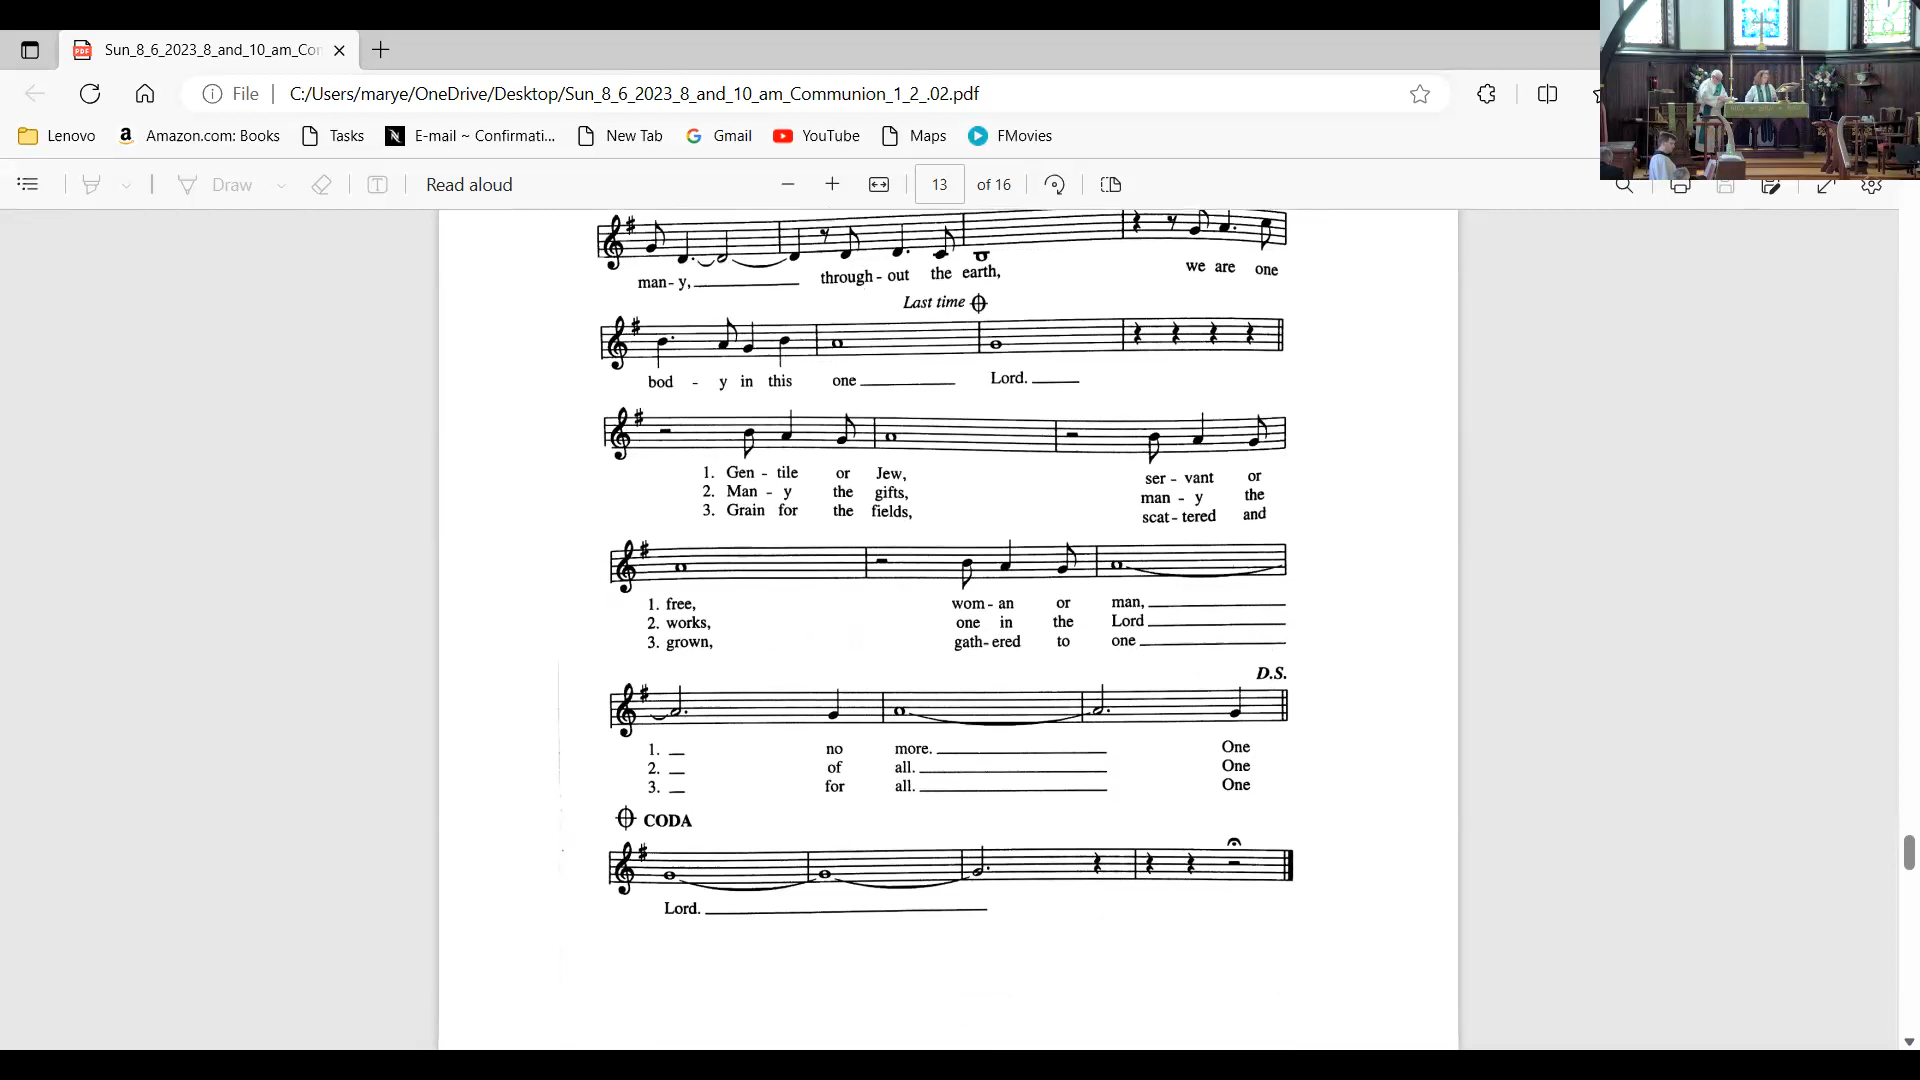 Sun_8_6_2023_8_and_10_am_Con
File C:/Users/marye/OneDrive/Desktop/Sun_8_6_2023_8_and_10_am_Communion_1_2_.02.pdf
Lenovo Amazon.com: Books Tasks E-mail ~ Confirmati... New Tab Gmail YouTube Maps FMovies
Draw Read aloud 13 of 16
man - y, through - out the earth, we are one
Last time
bod - y in this one Lord.
1. Gen - tile or Jew, ser - vant or
2. Man - y the gifts, man - y the
3. Grain for the fields, scat - tered and
1. free, wom - an or man,
2. works, one in the Lord
3. grown, gath - ered to one
D.S.
1. no more. One
2. of all. One
3. for all. One
CODA
Lord.